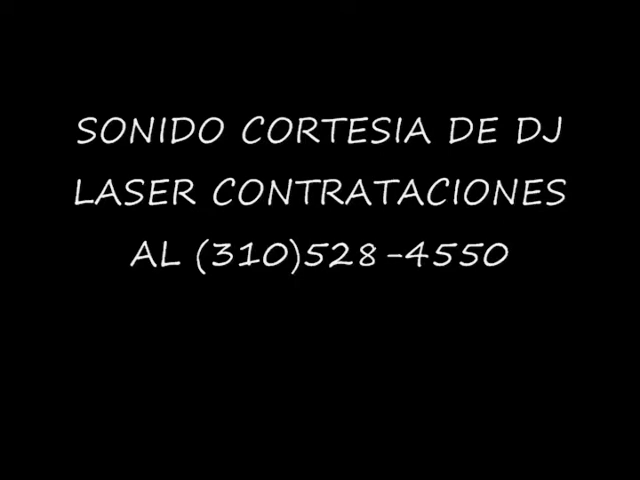 SONIDO CORTESIA DE DJ
LASER CONTRATACIONES
AL (310)528-4550